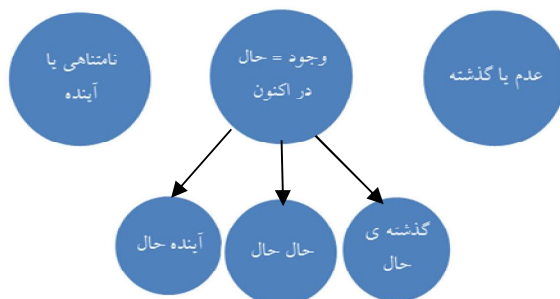 عدم یا گذشته
وجود = حال
در اکنون
نامتناهی یا
آینده
گذشته ی
حال
حال حال
آینده حال